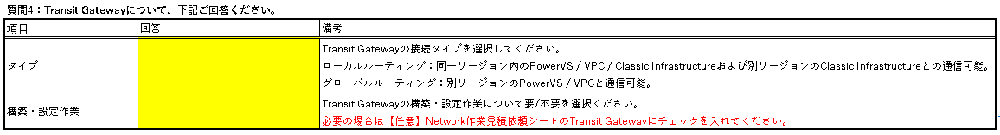 質問4：Transit Gatewayについて、下記ご回答ください。
項目 回答 備考
タイプ
Transit Gatewayの接続タイプを選択してください。
ローカルルーティング：同一リージョン内のPowerVS / VPC / Classic Infrastructureおよび別リージョンのClassic Infrastructureとの通信可能。
グローバルルーティング：別リージョンのPowerVS / VPCと通信可能。
構築・設定作業
Transit Gatewayの構築・設定作業について要/不要を選択ください。
必要の場合は【任意】Network作業見積依頼シートのTransit Gatewayにチェックを入れてください。